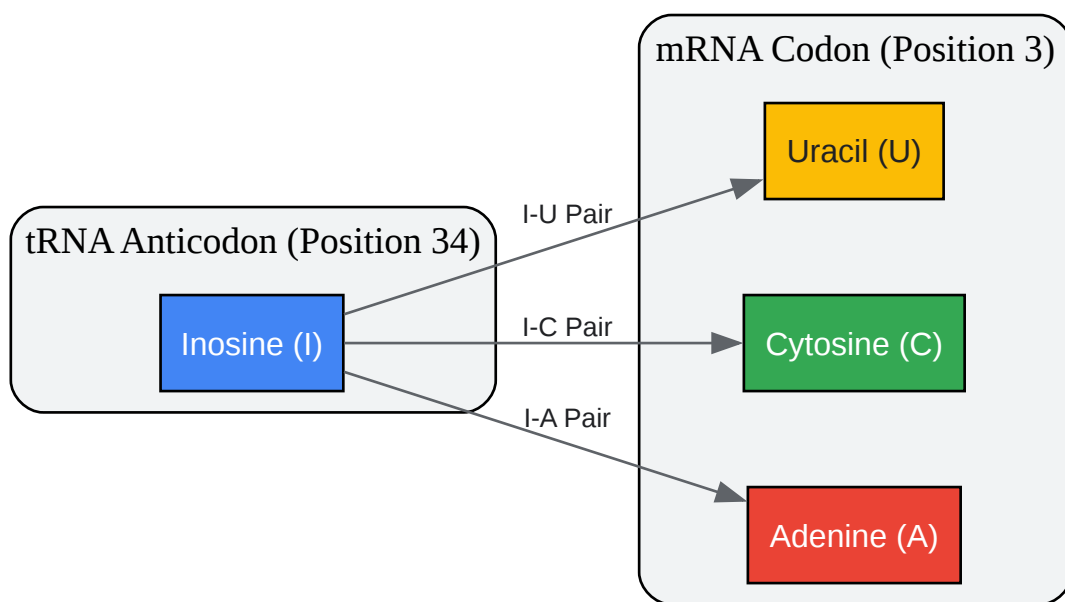 tRNA Anticodon (Position 34)
Inosine (I)
I-U Pair
I-C Pair
I-A Pair
mRNA Codon (Position 3)
Uracil (U)
Cytosine (C)
Adenine (A)